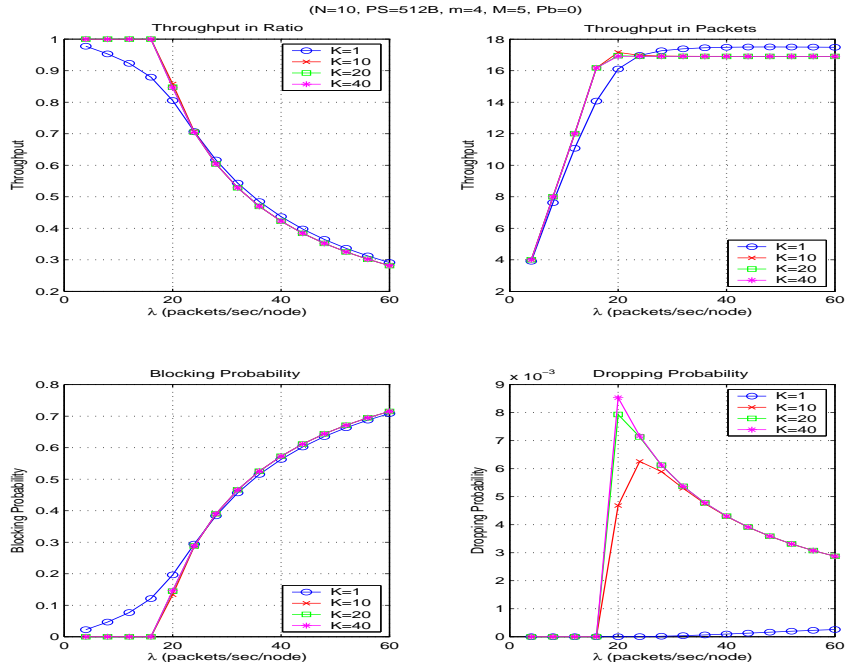 (N=10, PS=512B, m=4, M=5, Pb=0)
Throughput in Ratio
1
0.9
0.8
0.7
0.6
0.5
0.4
0.3
0.2
Throughput
0 20 40 60
λ (packets/sec/node)
K=1
K=10
K=20
K=40
Throughput in Packets
18
16
14
12
10
8
6
4
2
Throughput
0 20 40 60
λ (packets/sec/node)
K=1
K=10
K=20
K=40
Blocking Probability
0.8
0.7
0.6
0.5
0.4
0.3
0.2
0.1
0
Blocking Probability
0 20 40 60
λ (packets/sec/node)
K=1
K=10
K=20
K=40
x 10⁻³
Dropping Probability
9
8
7
6
5
4
3
2
1
0
Dropping Probability
0 20 40 60
λ (packets/sec/node)
K=1
K=10
K=20
K=40